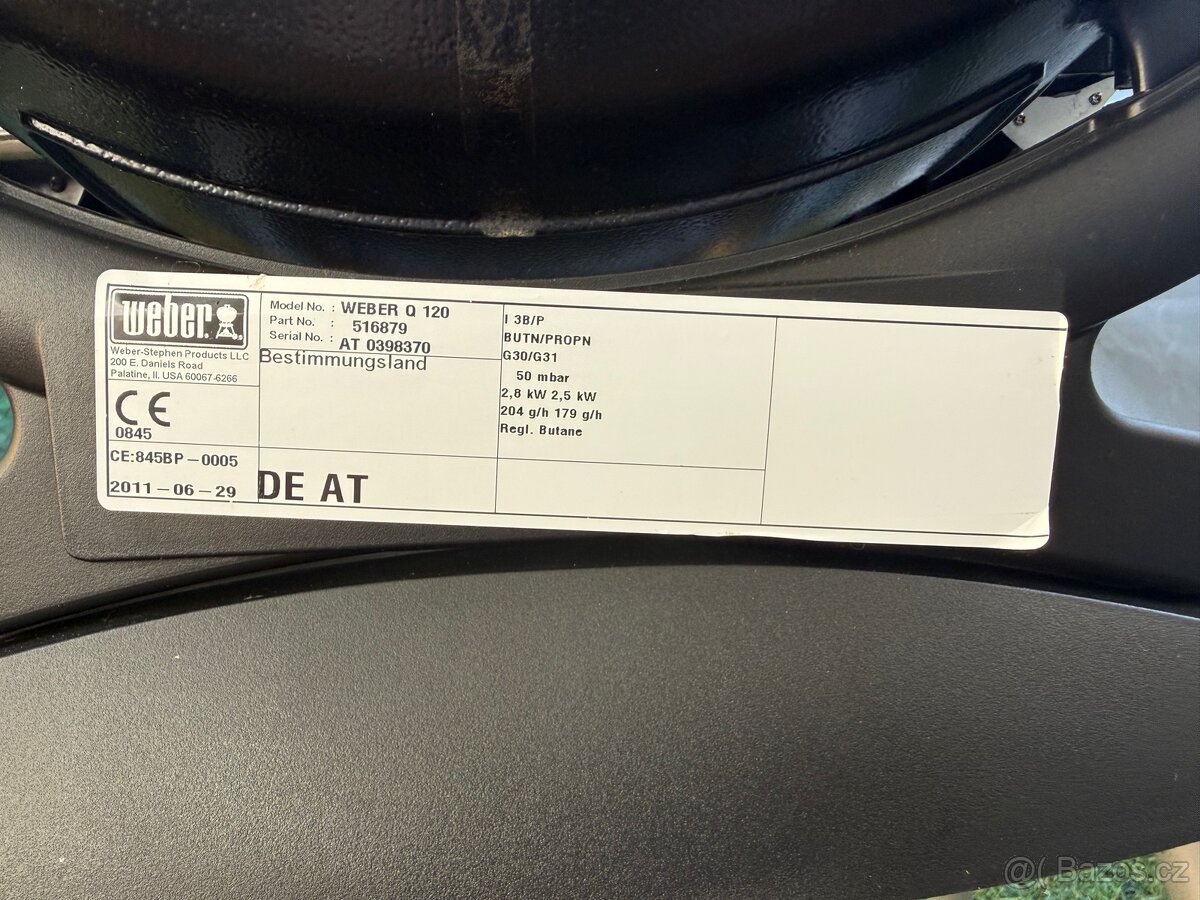 weber
Weber-Stephen Products LLC
200 E. Daniels Road
Palatine, Il. USA 60067-6266
CE
0845
CE:845BP-0005
2011-06-29
Model No. : WEBER Q 120
Part No. : 516879
Serial No. : AT 0398370
Bestimmungsland
DE AT
I 3B/P
BUTN/PROPN
G30/G31
50 mbar
2,8 kW 2,5 kW
204 g/h 179 g/h
Regl. Butane
@( Bazos.cz